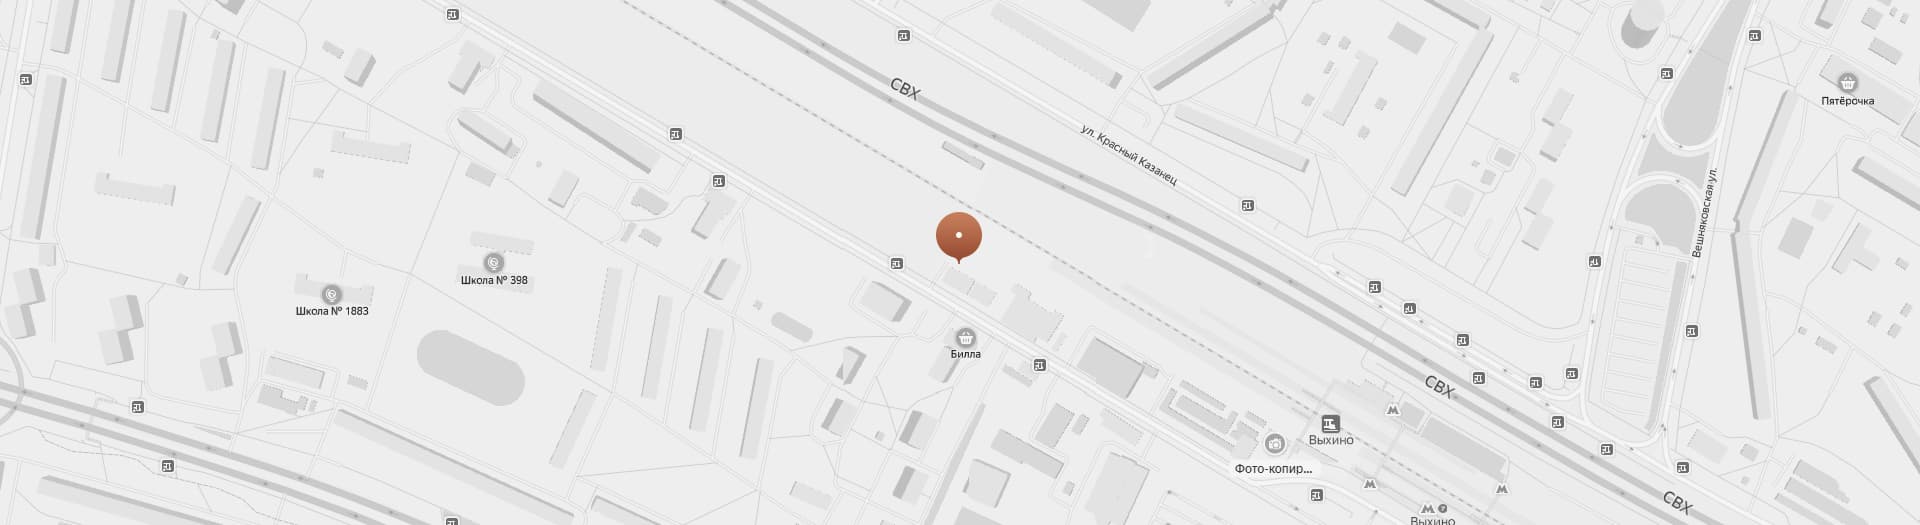 СВХ
Пятёрочка
ул. Красный Казанец
Вешняковская ул.
Школа № 398
Школа № 1883
Билла
СВХ
Выхино
Фото-копир...
СВХ
Выхино